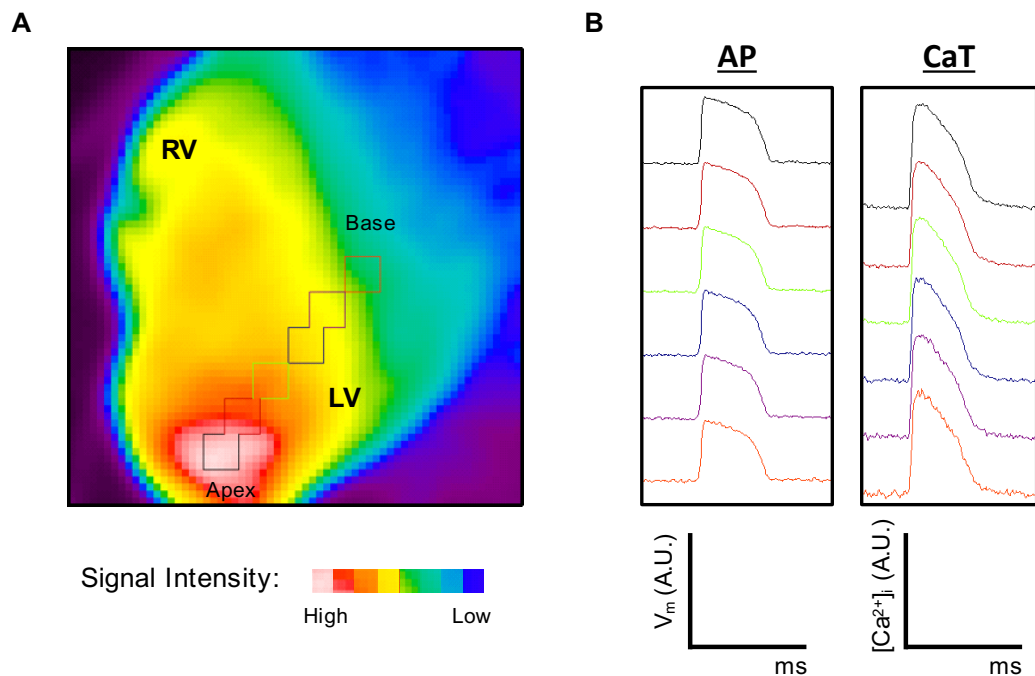 A
RV
Base
LV
Apex
Signal Intensity:
High
Low
B
AP
CaT
Vₘ (A.U.)
ms
[Ca²⁺]ᵢ (A.U.)
ms